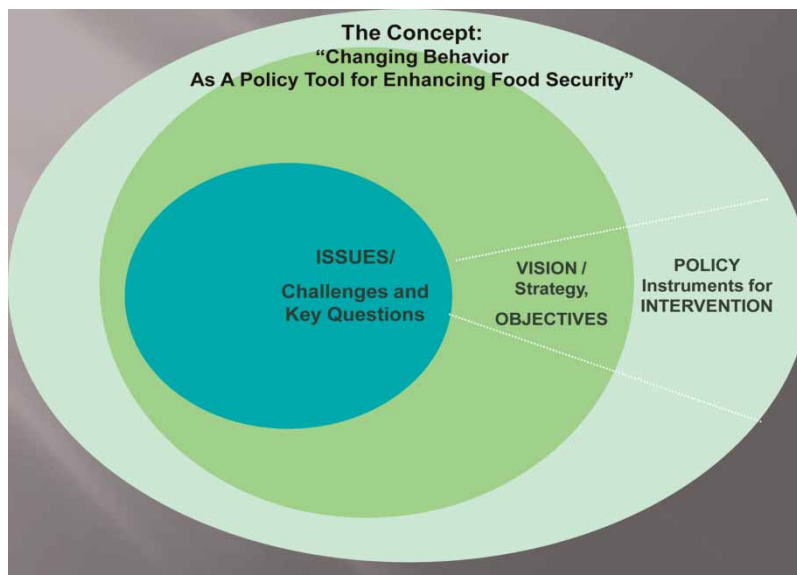 The Concept:
“Changing Behavior
As A Policy Tool for Enhancing Food Security”
ISSUES/
Challenges and
Key Questions
VISION /
Strategy,
OBJECTIVES
POLICY
Instruments for
INTERVENTION